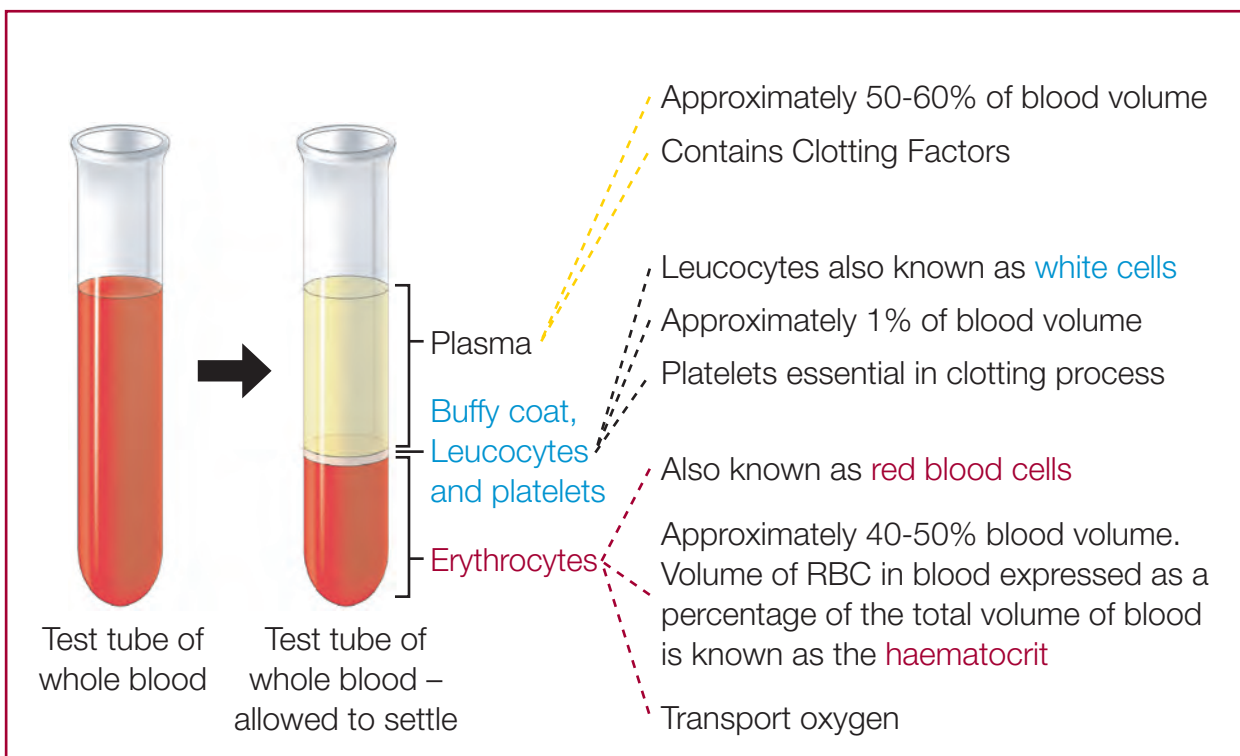 Approximately 50-60% of blood volume
Contains Clotting Factors
Leucocytes also known as white cells
Approximately 1% of blood volume
Platelets essential in clotting process
Plasma
Buffy coat,
Leucocytes
and platelets
Erythrocytes
Also known as red blood cells
Approximately 40-50% blood volume.
Volume of RBC in blood expressed as a
percentage of the total volume of blood
is known as the haematocrit
Transport oxygen
Test tube of
whole blood
Test tube of
whole blood –
allowed to settle